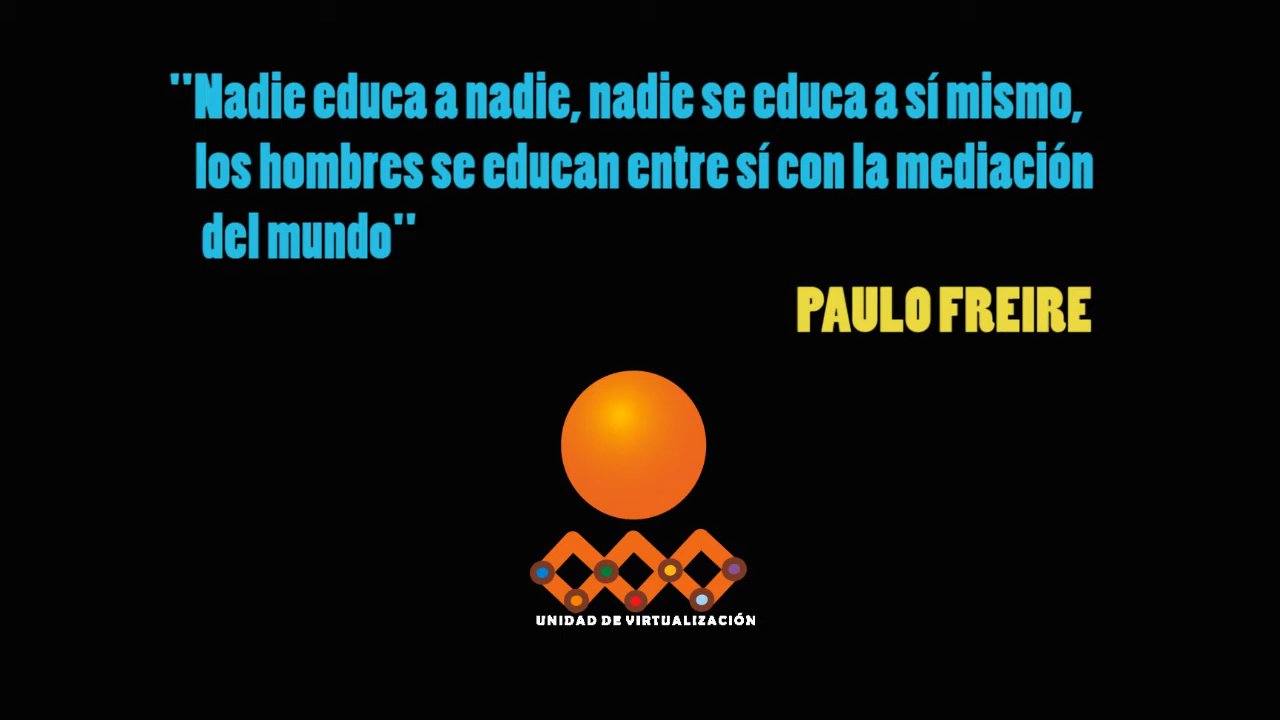 "Nadie educa a nadie, nadie se educa a sí mismo,
los hombres se educan entre sí con la mediación
del mundo"
PAULO FREIRE
UNIDAD DE VIRTUALIZACIÓN